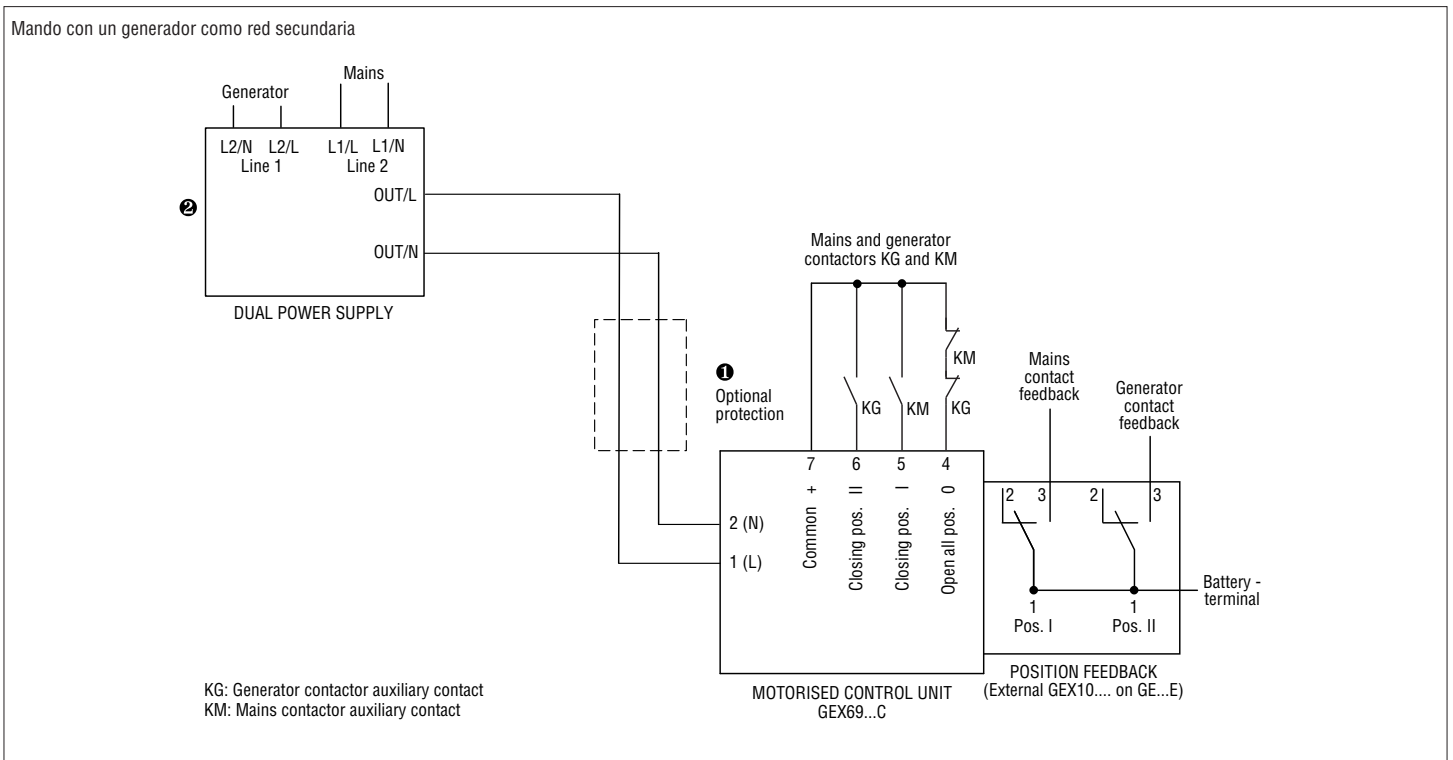 Mando con un generador como red secundaria
Mains
Generator
L2/N L2/L L1/L L1/N
Line 1 Line 2
OUT/L
❷
OUT/N
DUAL POWER SUPPLY
Mains and generator
contactors KG and KM
❶
Optional
protection
KM
KG KM KG
Mains
contact
feedback
Generator
contact
feedback
7 6 5 4
Common +
Closing pos. II
Closing pos. I
Open all pos. 0
2 (N)
1 (L)
2 3 2 3
Battery -
terminal
1 1
Pos. I Pos. II
MOTORISED CONTROL UNIT
GEX69...C
POSITION FEEDBACK
(External GEX10.... on GE...E)
KG: Generator contactor auxiliary contact
KM: Mains contactor auxiliary contact